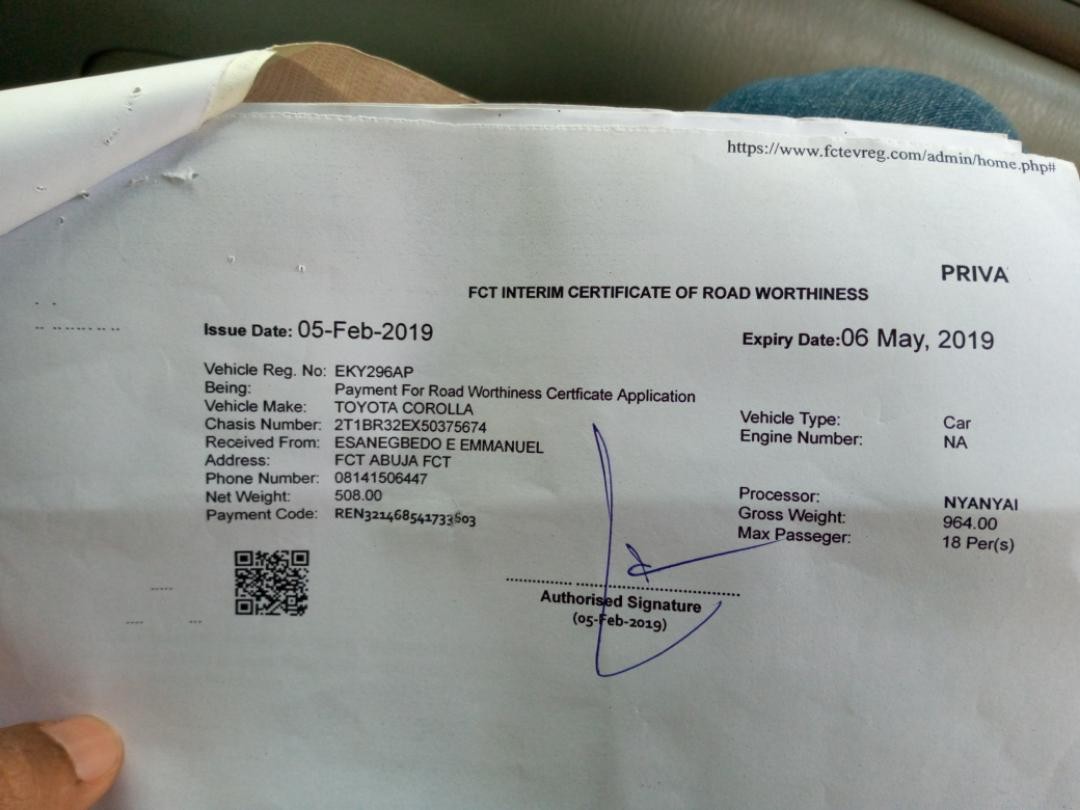 https://www.fctevreg.com/admin/home.php#
PRIVA
FCT INTERIM CERTIFICATE OF ROAD WORTHINESS
Issue Date: 05-Feb-2019
Expiry Date:06 May, 2019
Vehicle Reg. No: EKY296AP
Being: Payment For Road Worthiness Certficate Application
Vehicle Make: TOYOTA COROLLA
Vehicle Type: Car
Chasis Number: 2T1BR32EX50375674
Engine Number: NA
Received From: ESANEGBEDO E EMMANUEL
Address: FCT ABUJA FCT
Phone Number: 08141506447
Net Weight: 508.00
Processor: NYANYAI
Payment Code: REN321468541733603
Gross Weight: 964.00
Max Passeger: 18 Per(s)
Authorised Signature
(05-Feb-2019)